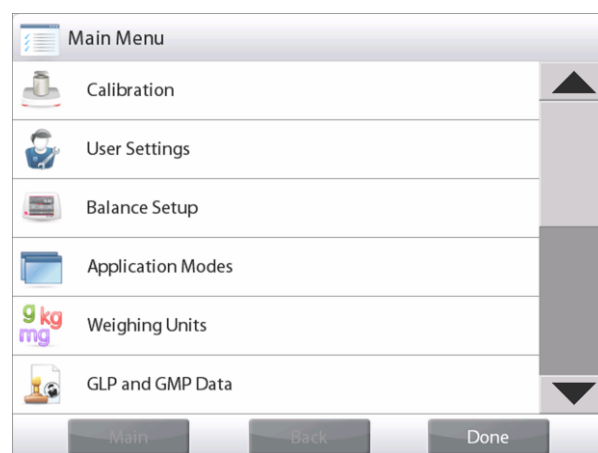 Main Menu
Calibration
User Settings
Balance Setup
Application Modes
g kg
mg
Weighing Units
GLP and GMP Data
Main Back Done